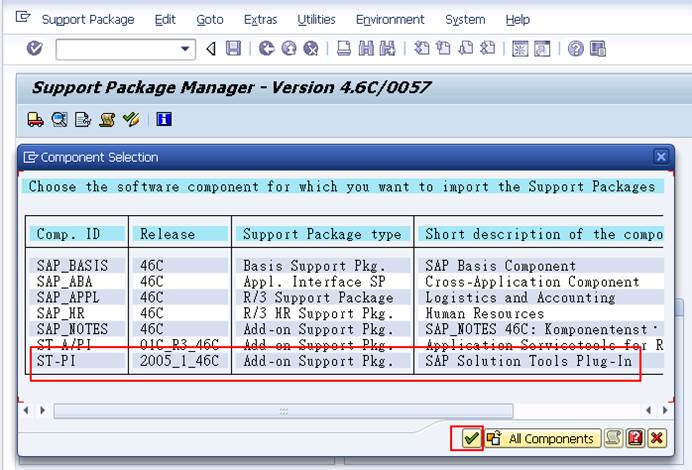 Support Package Edit Goto Extras Utilities Environment System Help
Support Package Manager - Version 4.6C/0057
Component Selection
Choose the software component for which you want to import the Support Packages
Comp. ID Release Support Package type Short description of the compo
SAP_BASIS 46C Basis Support Pkg. SAP Basis Component
SAP_ABA 46C Appl. Interface SP Cross-Application Component
SAP_APPL 46C R/3 Support Package Logistics and Accounting
SAP_HR 46C R/3 HR Support Pkg. Human Resources
SAP_NOTES 46C Add-on Support Pkg. SAP_NOTES 46C: Komponentenst
ST-A/PI 01C_R3_46C Add-on Support Pkg. Application Servicetools for R
ST-PI 2005_1_46C Add-on Support Pkg. SAP Solution Tools Plug-In
All Components